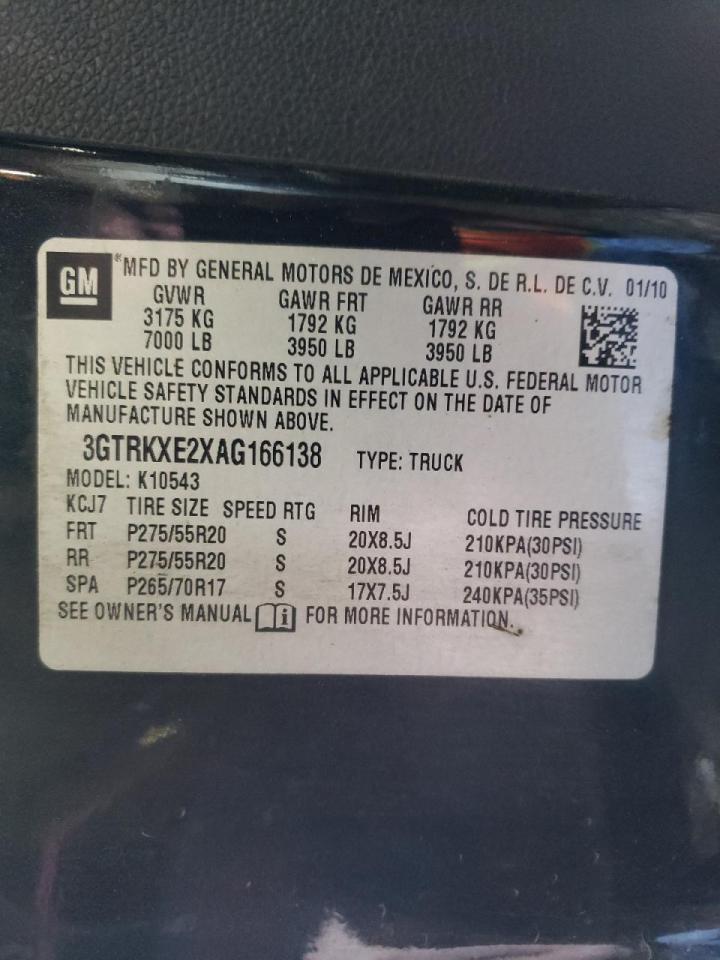 GM
*MFD BY GENERAL MOTORS DE MEXICO, S. DE R.L. DE C.V. 01/10
GVWR GAWR FRT GAWR RR
3175 KG 1792 KG 1792 KG
7000 LB 3950 LB 3950 LB
THIS VEHICLE CONFORMS TO ALL APPLICABLE U.S. FEDERAL MOTOR
VEHICLE SAFETY STANDARDS IN EFFECT ON THE DATE OF
MANUFACTURE SHOWN ABOVE.
3GTRKXE2XAG166138 TYPE: TRUCK
MODEL: K10543
KCJ7 TIRE SIZE SPEED RTG RIM COLD TIRE PRESSURE
FRT P275/55R20 S 20X8.5J 210KPA(30PSI)
RR P275/55R20 S 20X8.5J 210KPA(30PSI)
SPA P265/70R17 S 17X7.5J 240KPA(35PSI)
SEE OWNER'S MANUAL i FOR MORE INFORMATION.